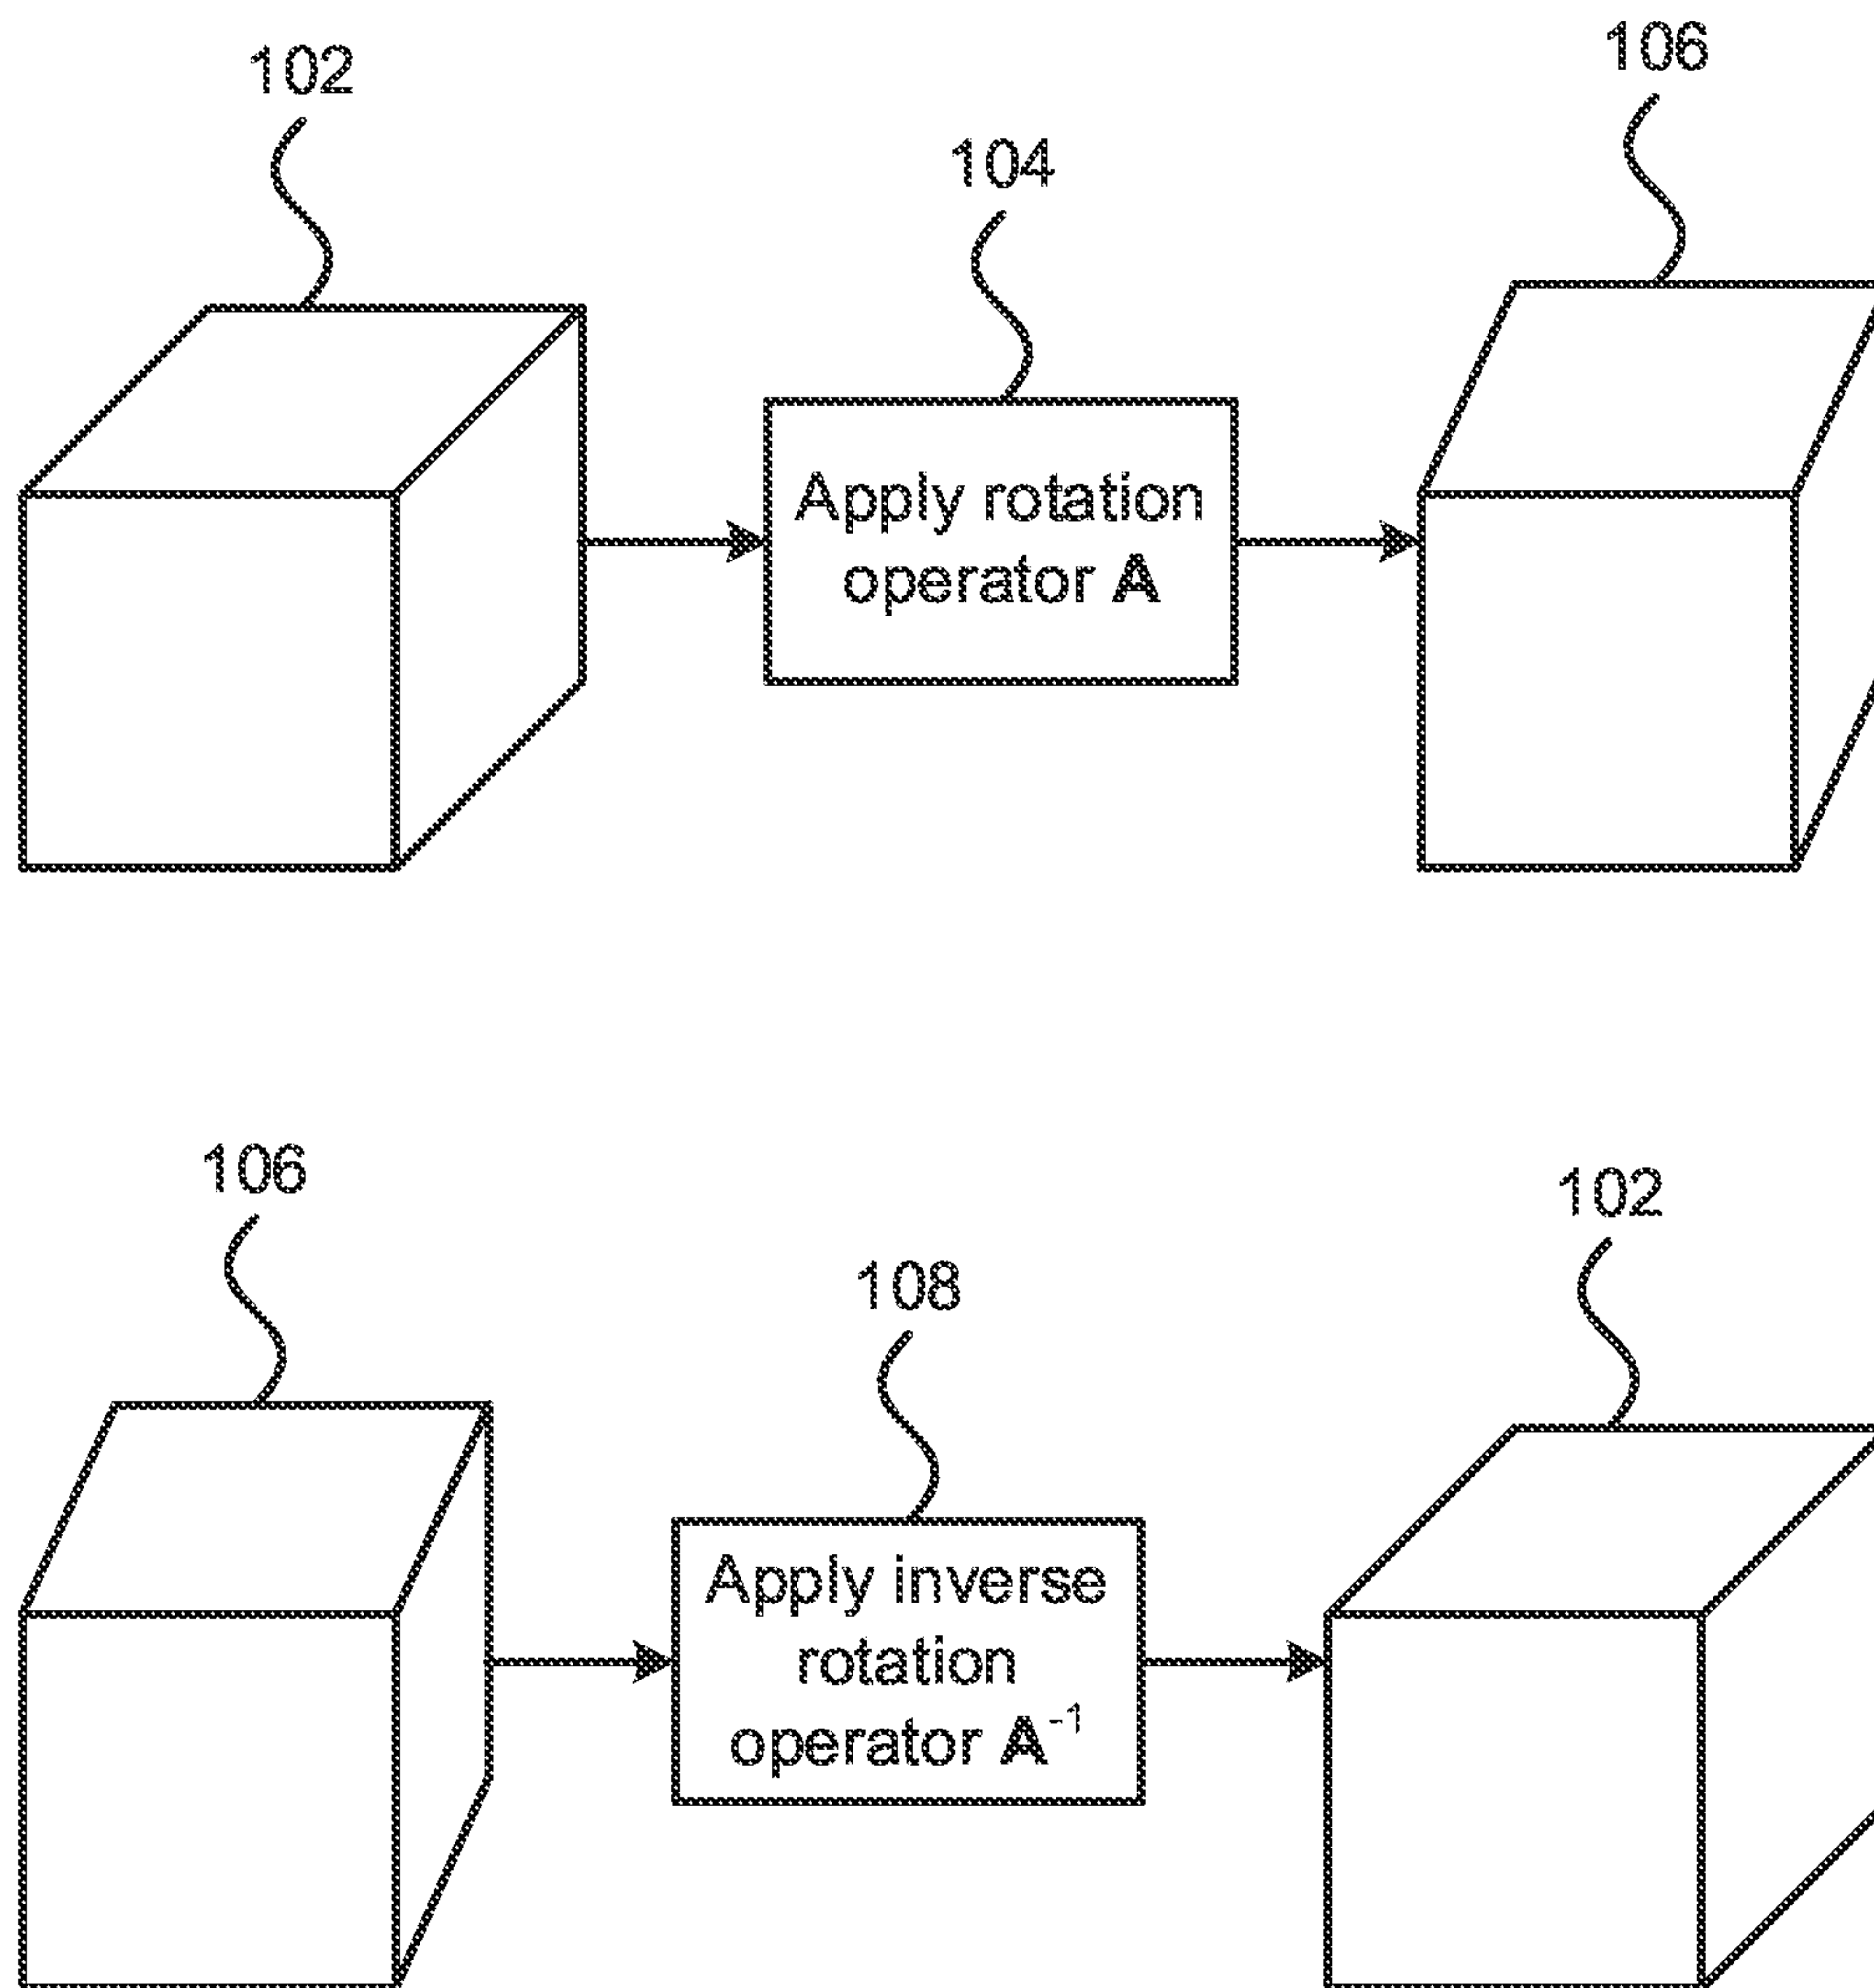 102
106
104
Apply rotation
operator A
106
102
108
Apply inverse
rotation
operator A⁻¹